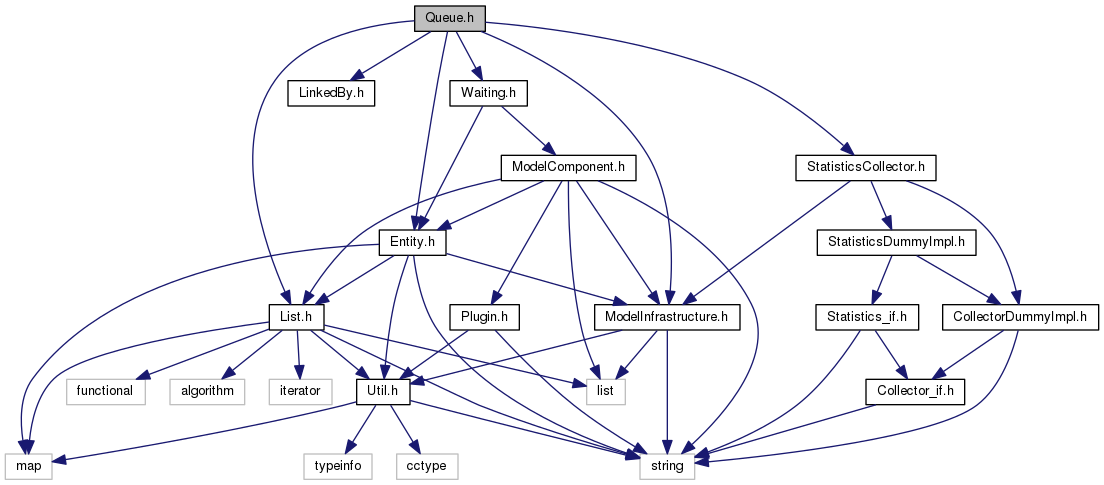 Queue.h
LinkedBy.h
Waiting.h
ModelComponent.h
StatisticsCollector.h
Entity.h
StatisticsDummyImpl.h
List.h
Plugin.h
ModelInfrastructure.h
Statistics_if.h
CollectorDummyImpl.h
functional
algorithm
iterator
Util.h
list
Collector_if.h
map
typeinfo
cctype
string